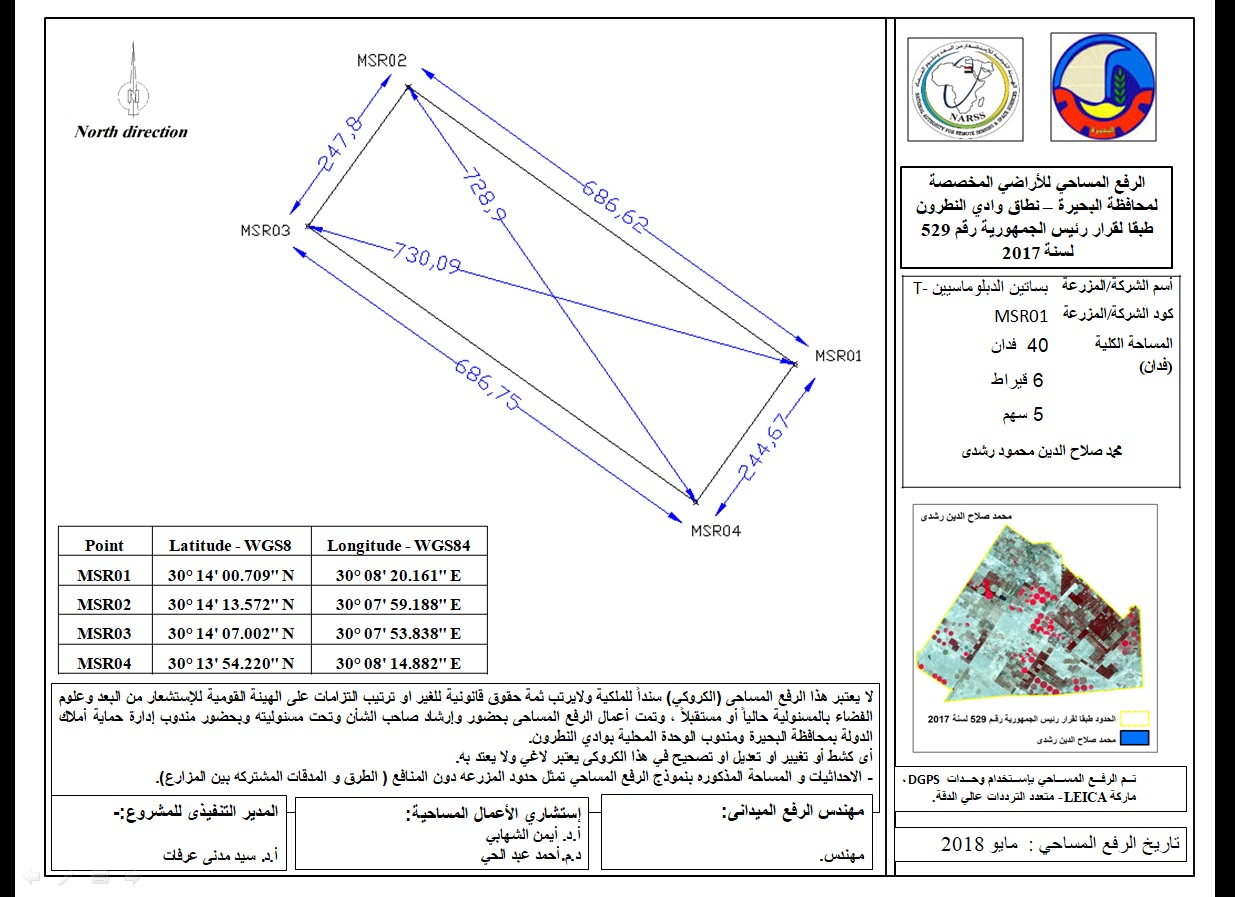 North direction
MSR02
247,8
686,62
728,9
MSR03
730,09
MSR01
686,75
244,67
MSR04
Point Latitude - WGS8 Longitude - WGS84
MSR01 30° 14' 00.709" N 30° 08' 20.161" E
MSR02 30° 14' 13.572" N 30° 07' 59.188" E
MSR03 30° 14' 07.002" N 30° 07' 53.838" E
MSR04 30° 13' 54.220" N 30° 08' 14.882" E
لا يعتبر هذا الرفع المساحى (الكروكي) سنداً للملكية ولايرتب ثمة حقوق قانونية للغير او ترتيب التزامات على الهيئة القومية للإستشعار من البعد وعلوم
الفضاء بالمسئولية حالياً أو مستقبلاً ، وتمت أعمال الرفع المساحى بحضور وإرشاد صاحب الشأن وتحت مسئوليته وبحضور مندوب إدارة حماية أملاك
الدولة بمحافظة البحيرة ومندوب الوحدة المحلية بوادي النطرون.
أى كشط أو تغيير او تعديل او تصحيح في هذا الكروكى يعتبر لاغي ولا يعتد به.
- الاحداثيات و المساحة المذكوره بنموذج الرفع المساحي تمثل حدود المزرعه دون المنافع ( الطرق و المدقات المشتركه بين المزارع).
مهندس الرفع الميدانى:
مهندس.
إستشاري الأعمال المساحية:
أ.د. أيمن الشهابي
د.م.أحمد عبد الحي
المدير التنفيذى للمشروع:-
أ.د. سيد مدنى عرفات
NARSS
NATIONAL AUTHORITY FOR REMOTE SENSING & SPACE SCIENCES
البحيرة
الرفع المساحي للأراضي المخصصة
لمحافظة البحيرة – نطاق وادي النطرون
طبقا لقرار رئيس الجمهورية رقم 529
لسنة 2017
أسم الشركة/المزرعة بساتين الدبلوماسيين -T
كود الشركة/المزرعة MSR01
المساحة الكلية 40 فدان
(فدان)
6 قيراط
5 سهم
محمد صلاح الدين محمود رشدى
محمد صلاح الدين رشدى
الحدود طبقا لقرار رئيس الجمهورية رقم 529 لسنة 2017
محمد صلاح الدين رشدى
تم الرفع المساحي بإستخدام وحدات DGPS ،
ماركة LEICA - متعدد الترددات عالي الدقة.
تاريخ الرفع المساحي : مايو 2018